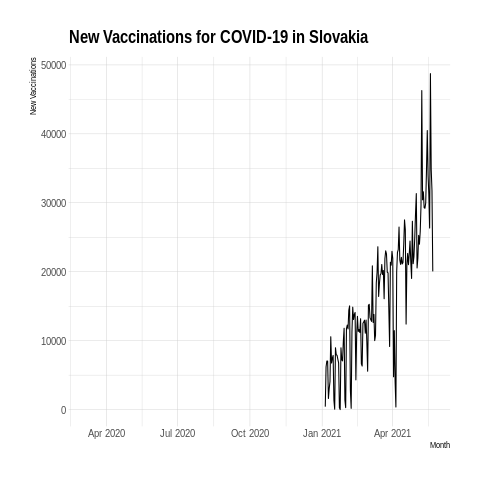 New Vaccinations for COVID-19 in Slovakia
New Vaccinations
50000
40000
30000
20000
10000
0
Apr 2020 Jul 2020 Oct 2020 Jan 2021 Apr 2021
Month